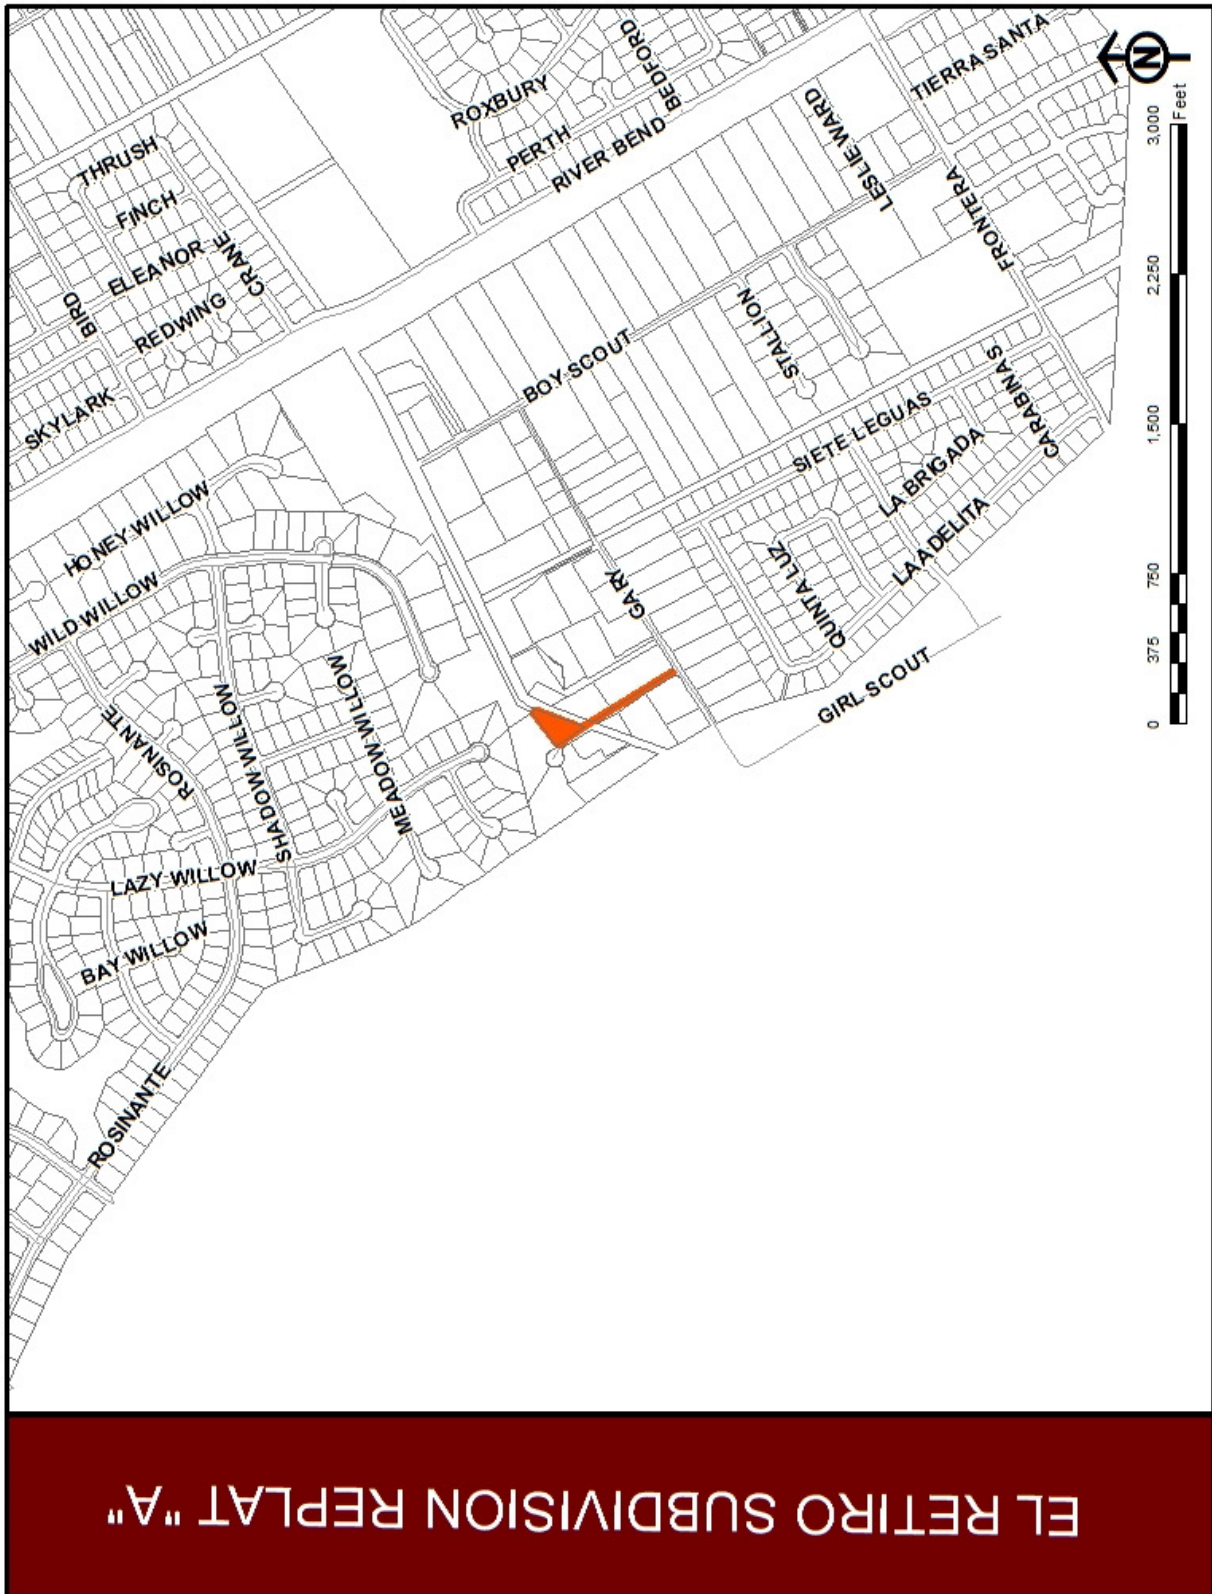 EL RETIRO SUBDIVISION REPLAT "A"
THRUSH
FINCH
ELEANOR
CRANE
BIRD
REDWING
SKYLARK
ROXBURY
BEDFORD
PERTH
RIVER BEND
LESLIE WARD
TIERRA SANTA
FRONTERA
HONEY WILLOW
WILD WILLOW
BOY SCOUT
STALLION
SIETE LEGUAS
CARABINAS
LA BRIGADA
LA ADELITA
QUINTA LUZ
GARY
GIRL SCOUT
ROSINANTE
SHADOW WILLOW
MEADOW WILLOW
LAZY WILLOW
BAY WILLOW
ROSINANTE
N
0 375 750 1,500 2,250 3,000
Feet